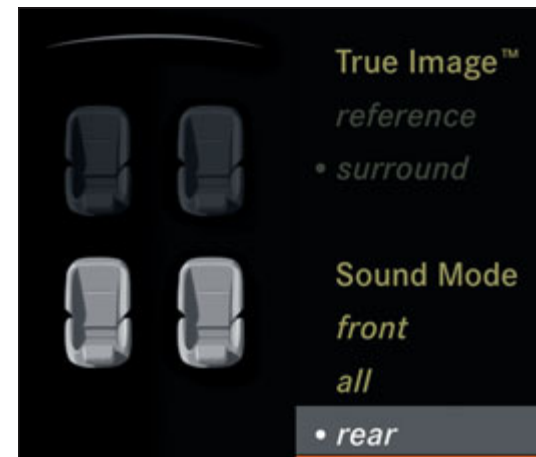 True Image™
reference
• surround
Sound Mode
front
all
• rear